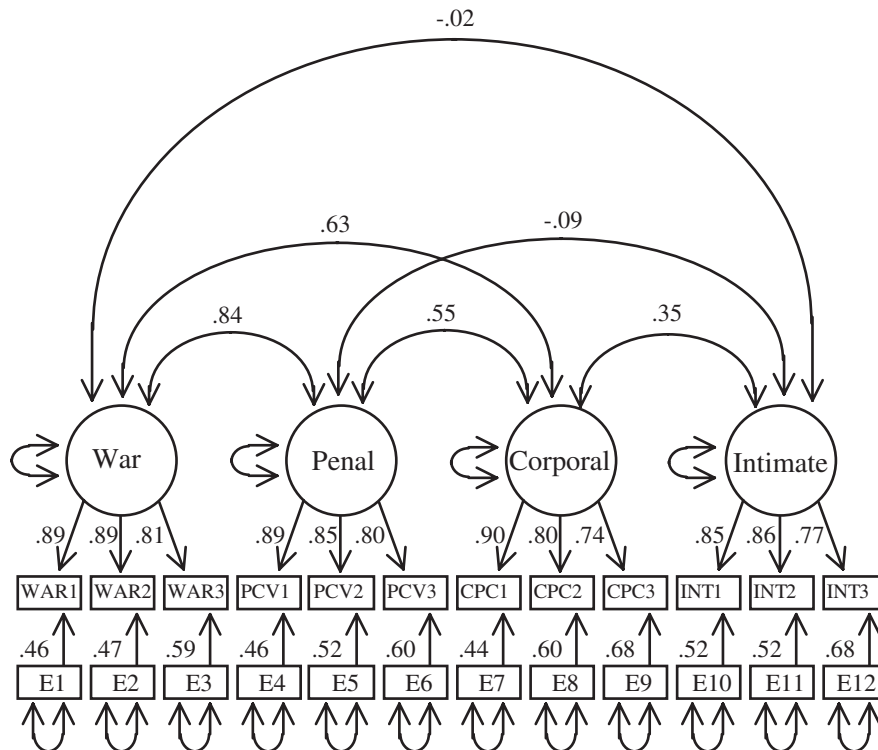 -.02
.63 -.09
.84 .55 .35
War Penal Corporal Intimate
.89 .89 .81 .89 .85 .80 .90 .80 .74 .85 .86 .77
WAR1 WAR2 WAR3 PCV1 PCV2 PCV3 CPC1 CPC2 CPC3 INT1 INT2 INT3
.46 .47 .59 .46 .52 .60 .44 .60 .68 .52 .52 .68
E1 E2 E3 E4 E5 E6 E7 E8 E9 E10 E11 E12